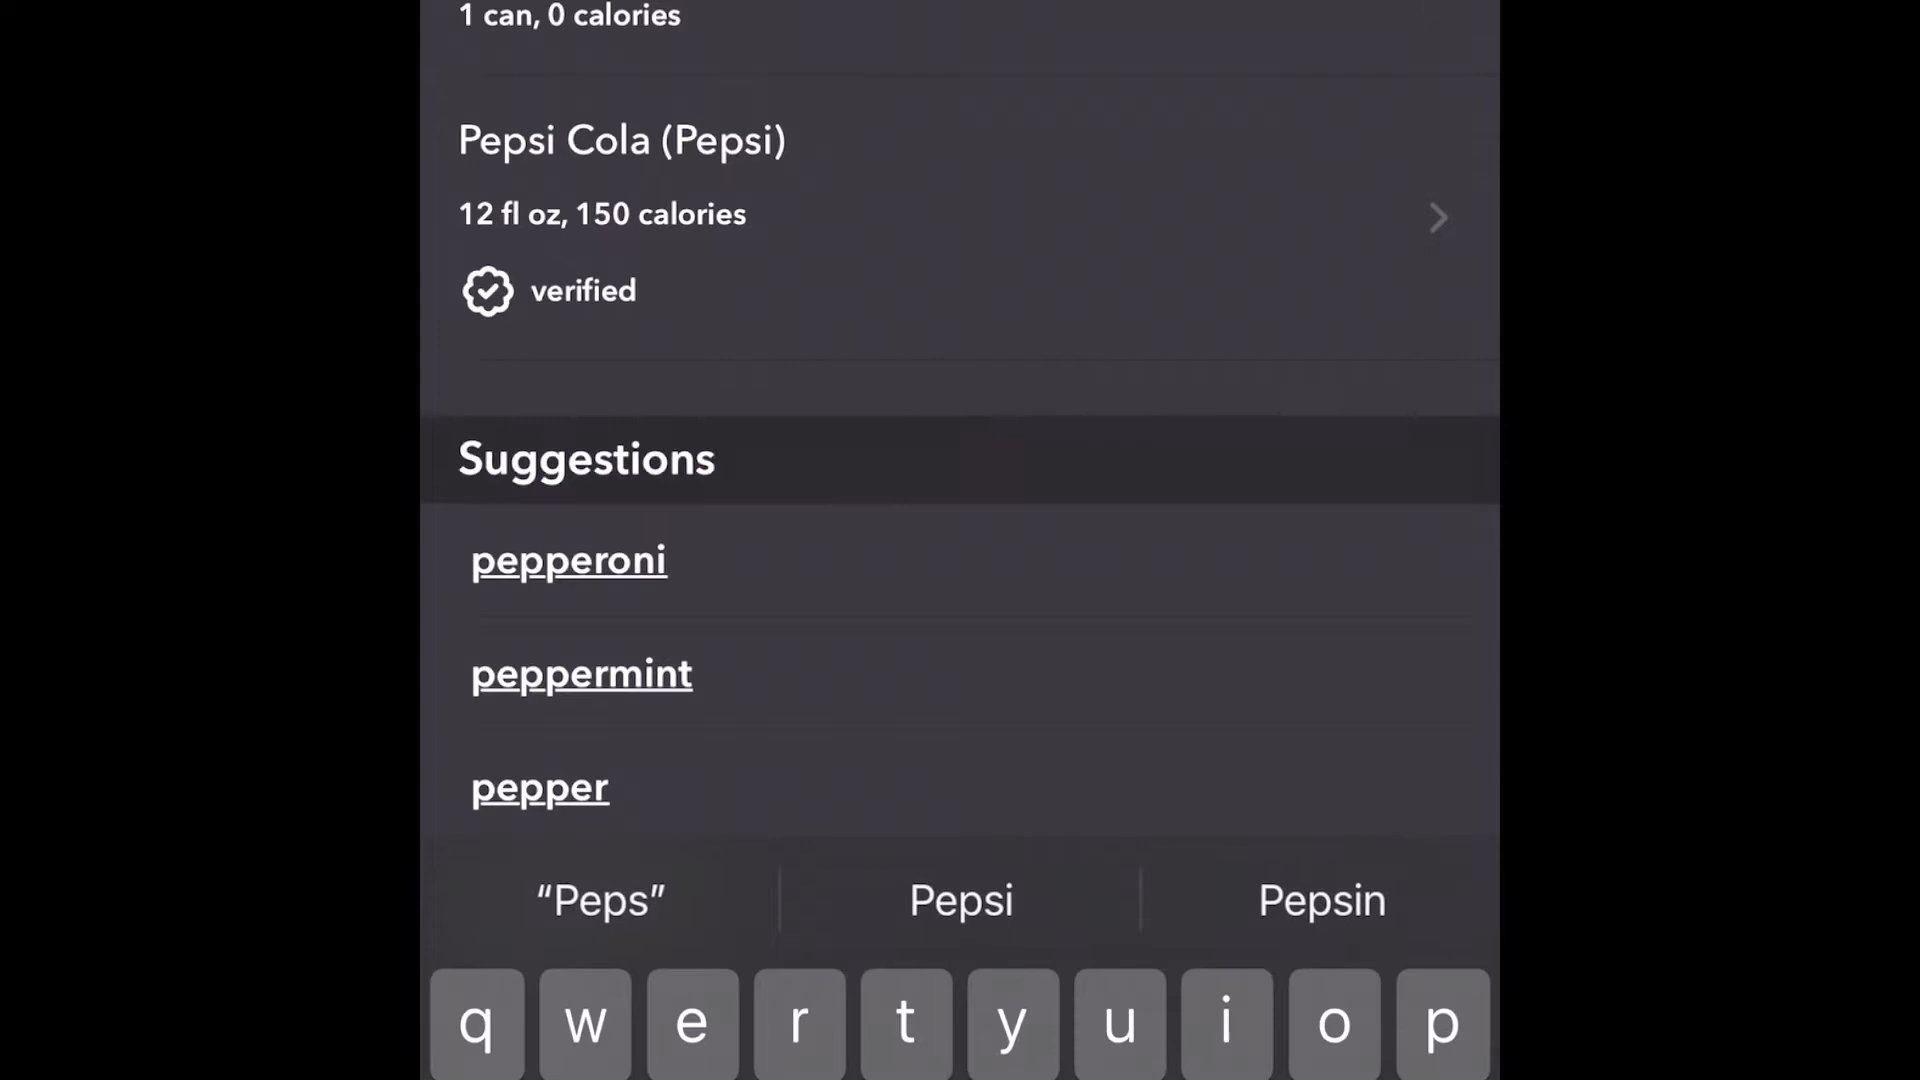 1 can, 0 calories
Pepsi Cola (Pepsi)
12 fl oz, 150 calories
verified
Suggestions
pepperoni
peppermint
pepper
“Peps” Pepsi Pepsin
q w e r t y u i o p